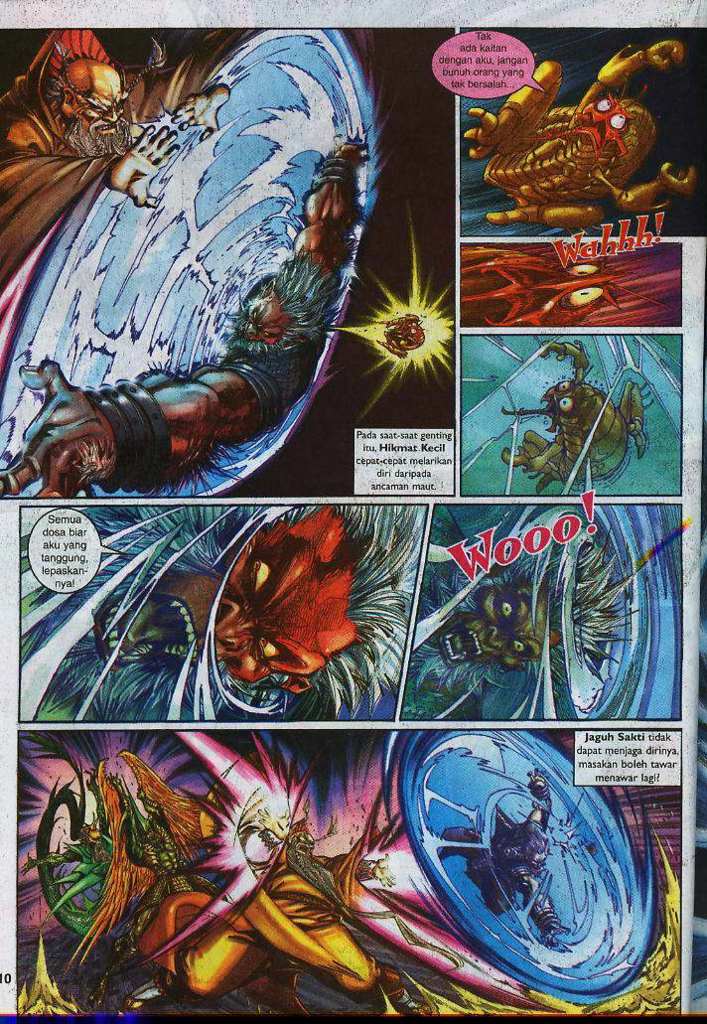 Tak
ada kaitan
dengan aku, jangan
bunuh orang yang
tak bersalah...
Wahhh!
Pada saat-saat genting
itu, Hikmat Kecil
cepat-cepat melarikan
diri daripada
ancaman maut.
Semua
dosa biar
aku yang
tanggung,
lepaskan-
nya!
Wooo!
Jaguh Sakti tidak
dapat menjaga dirinya,
masakan boleh tawar
menawar lagi?
10